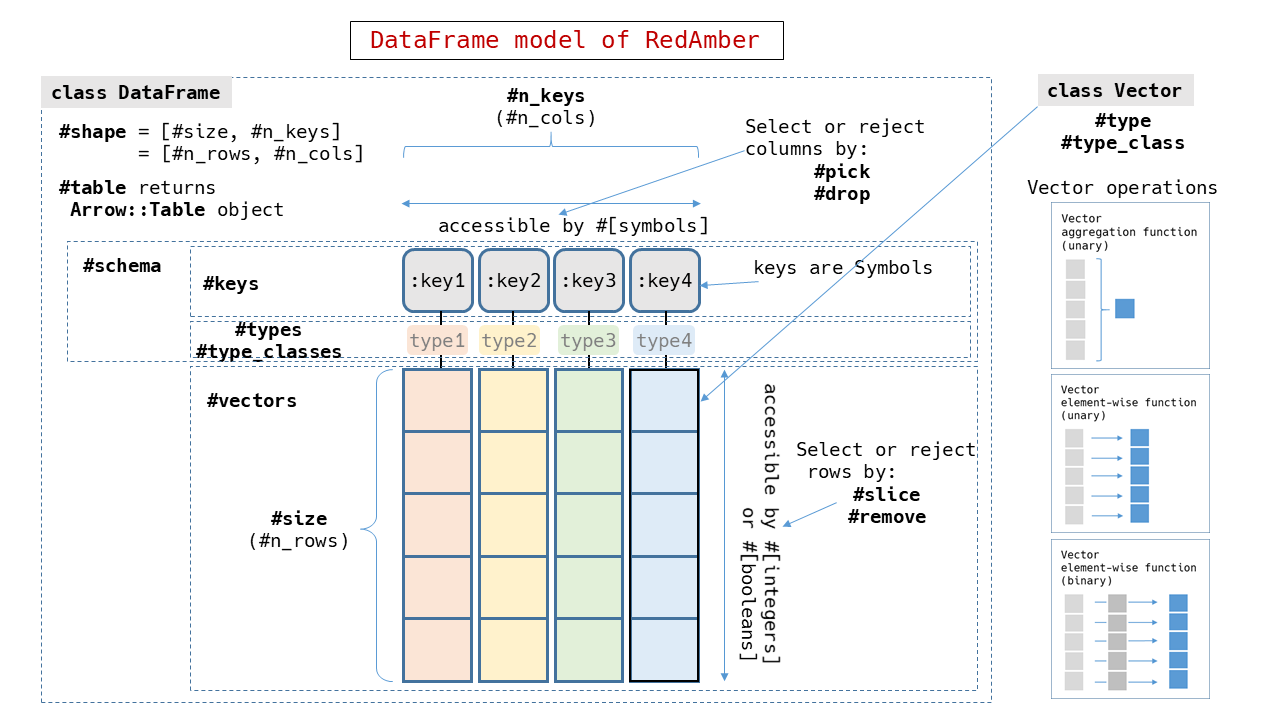 DataFrame model of RedAmber
class DataFrame
#shape = [#size, #n_keys]
= [#n_rows, #n_cols]
#table returns
Arrow::Table object
#n_keys
(#n_cols)
Select or reject
columns by:
#pick
#drop
accessible by #[symbols]
#schema
#keys
:key1 :key2 :key3 :key4
keys are Symbols
#types
#type_classes
type1 type2 type3 type4
#vectors
#size
(#n_rows)
accessible by #[integers]
or #[booleans]
Select or reject
rows by:
#slice
#remove
class Vector
#type
#type_class
Vector operations
Vector
aggregation function
(unary)
Vector
element-wise function
(unary)
Vector
element-wise function
(binary)